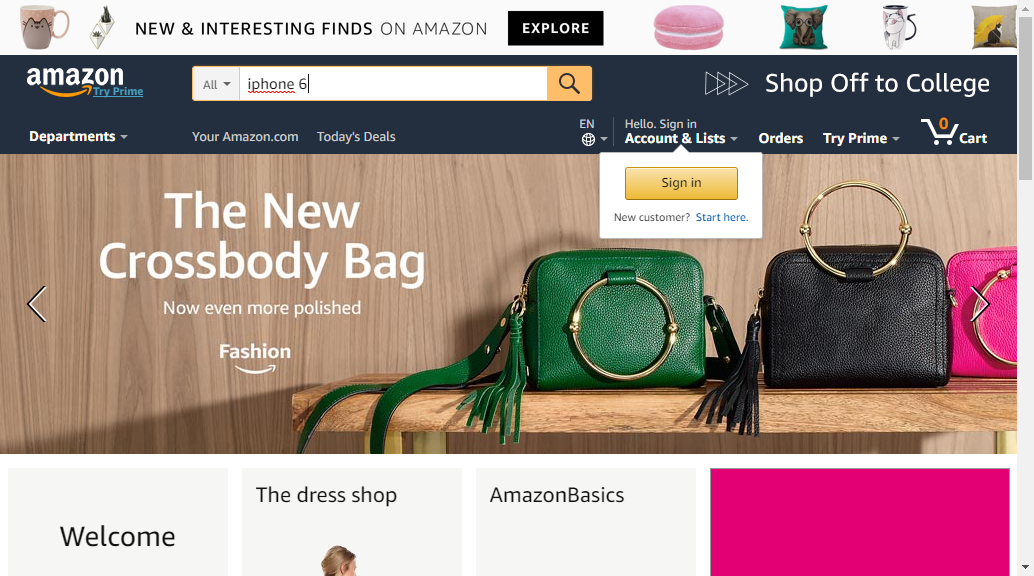 NEW & INTERESTING FINDS ON AMAZON EXPLORE
amazon
Try Prime
All iphone 6
Shop Off to College
Departments
Your Amazon.com Today's Deals
EN
Hello. Sign in
Account & Lists
Orders Try Prime
0
Cart
Sign in
New customer? Start here.
The New
Crossbody Bag
Now even more polished
Fashion
Welcome
The dress shop
AmazonBasics